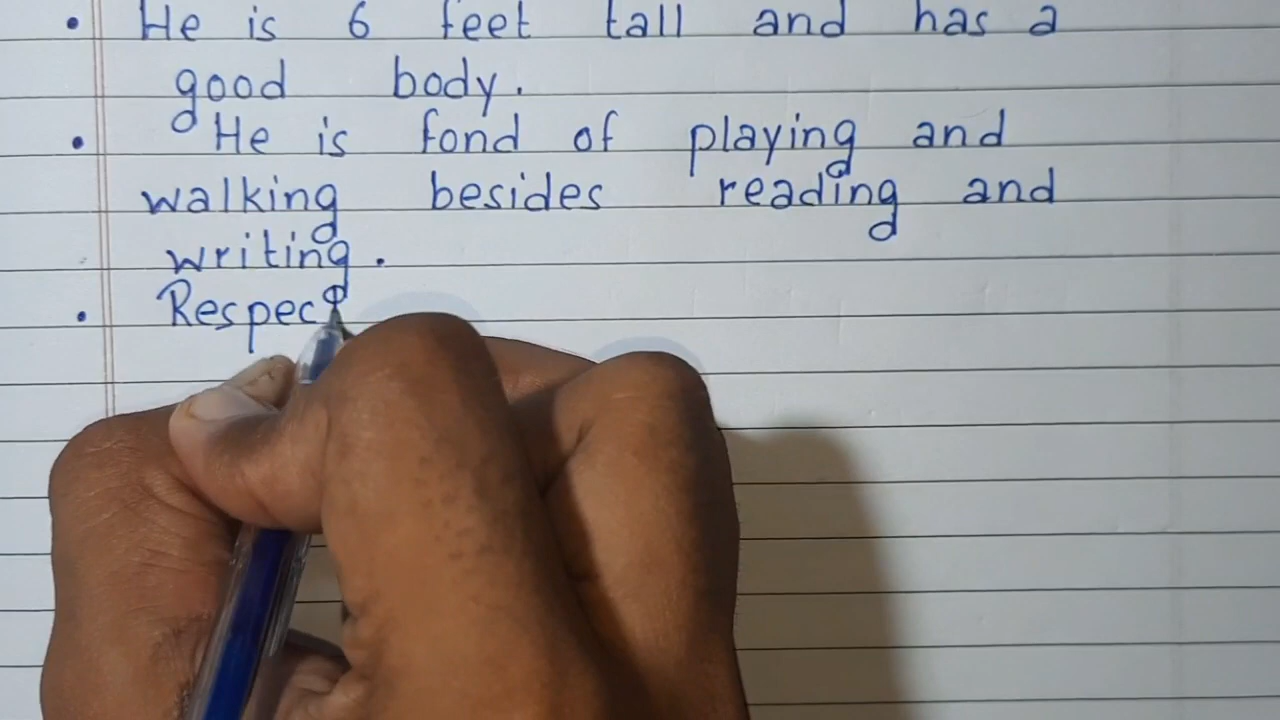 • He is 6 feet tall and has a
good body.
• He is fond of playing and
walking besides reading and
writing.
• Respect